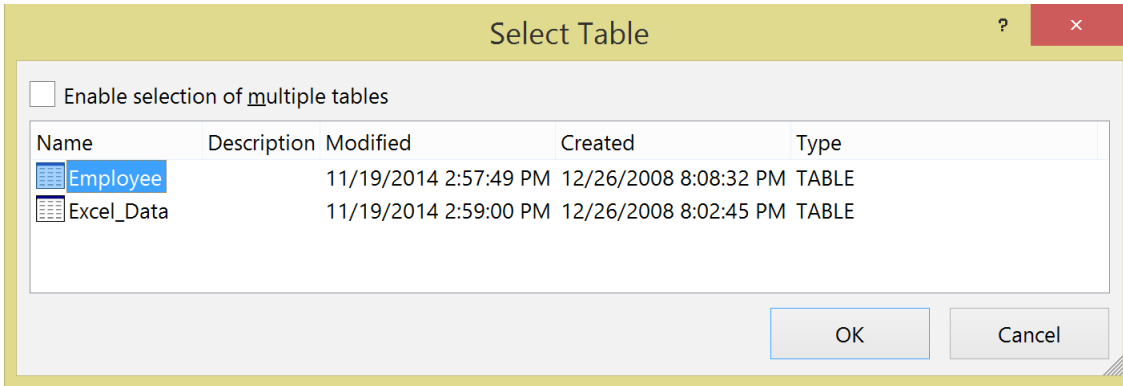 Select Table
?
×
Enable selection of multiple tables
Name Description Modified Created Type
Employee 11/19/2014 2:57:49 PM 12/26/2008 8:08:32 PM TABLE
Excel_Data 11/19/2014 2:59:00 PM 12/26/2008 8:02:45 PM TABLE
OK Cancel